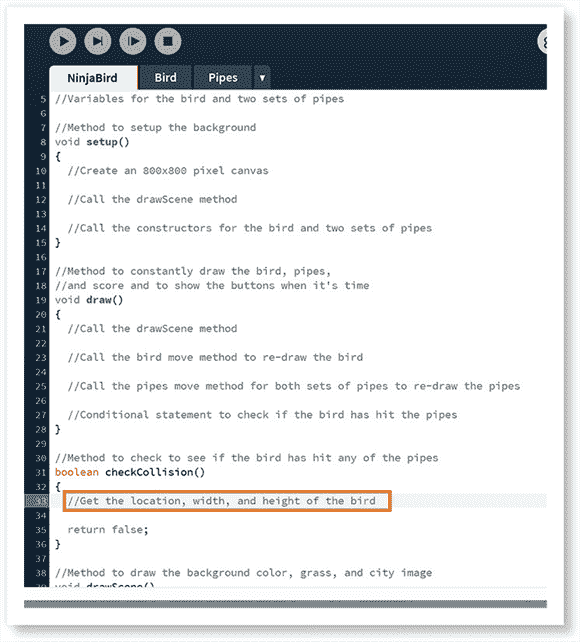 NinjaBird Bird Pipes ▼
5 //Variables for the bird and two sets of pipes
6
7 //Method to setup the background
8 void setup()
9 {
10 //Create an 800x800 pixel canvas
11
12 //Call the drawScene method
13
14 //Call the constructors for the bird and two sets of pipes
15 }
16
17 //Method to constantly draw the bird, pipes,
18 //and score and to show the buttons when it's time
19 void draw()
20 {
21 //Call the drawScene method
22
23 //Call the bird move method to re-draw the bird
24
25 //Call the pipes move method for both sets of pipes to re-draw the pipes
26
27 //Conditional statement to check if the bird has hit the pipes
28 }
29
30 //Method to check to see if the bird has hit any of the pipes
31 boolean checkCollision()
32 {
33 //Get the location, width, and height of the bird
34
35 return false;
36 }
37
38 //Method to draw the background color, grass, and city image
39 void drawScene()